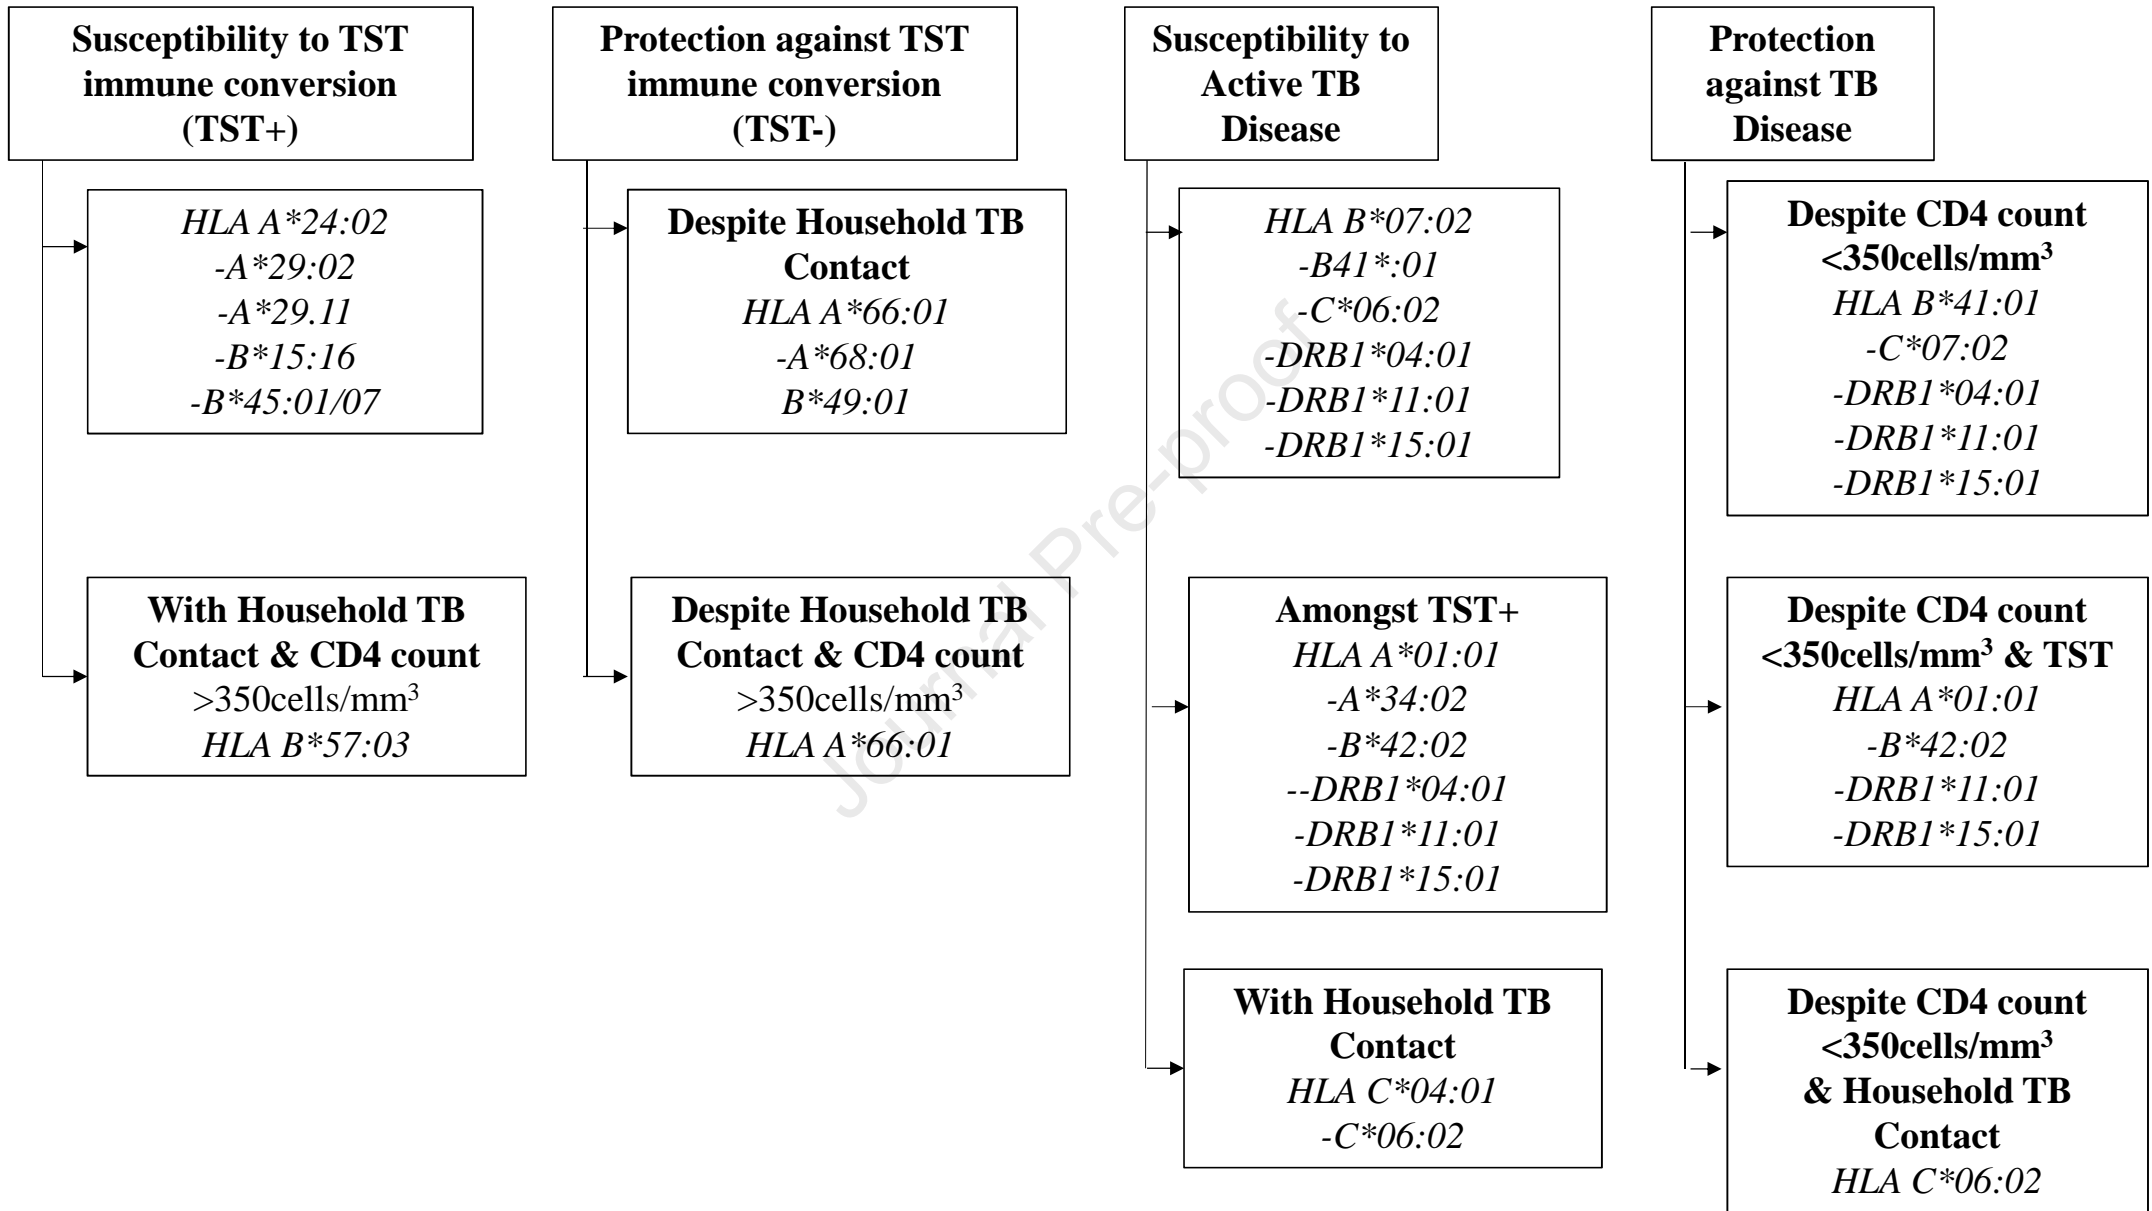 Susceptibility to TST
immune conversion
(TST+)
HLA A*24:02
-A*29:02
-A*29.11
-B*15:16
-B*45:01/07
With Household TB
Contact & CD4 count
>350cells/mm³
HLA B*57:03
Protection against TST
immune conversion
(TST-)
Despite Household TB
Contact
HLA A*66:01
-A*68:01
B*49:01
Despite Household TB
Contact & CD4 count
>350cells/mm³
HLA A*66:01
Susceptibility to
Active TB
Disease
HLA B*07:02
-B41*:01
-C*06:02
-DRB1*04:01
-DRB1*11:01
-DRB1*15:01
Amongst TST+
HLA A*01:01
-A*34:02
-B*42:02
--DRB1*04:01
-DRB1*11:01
-DRB1*15:01
With Household TB
Contact
HLA C*04:01
-C*06:02
Protection
against TB
Disease
Despite CD4 count
<350cells/mm³
HLA B*41:01
-C*07:02
-DRB1*04:01
-DRB1*11:01
-DRB1*15:01
Despite CD4 count
<350cells/mm³ & TST
HLA A*01:01
-B*42:02
-DRB1*11:01
-DRB1*15:01
Despite CD4 count
<350cells/mm³
& Household TB
Contact
HLA C*06:02
Journal Pre-proof